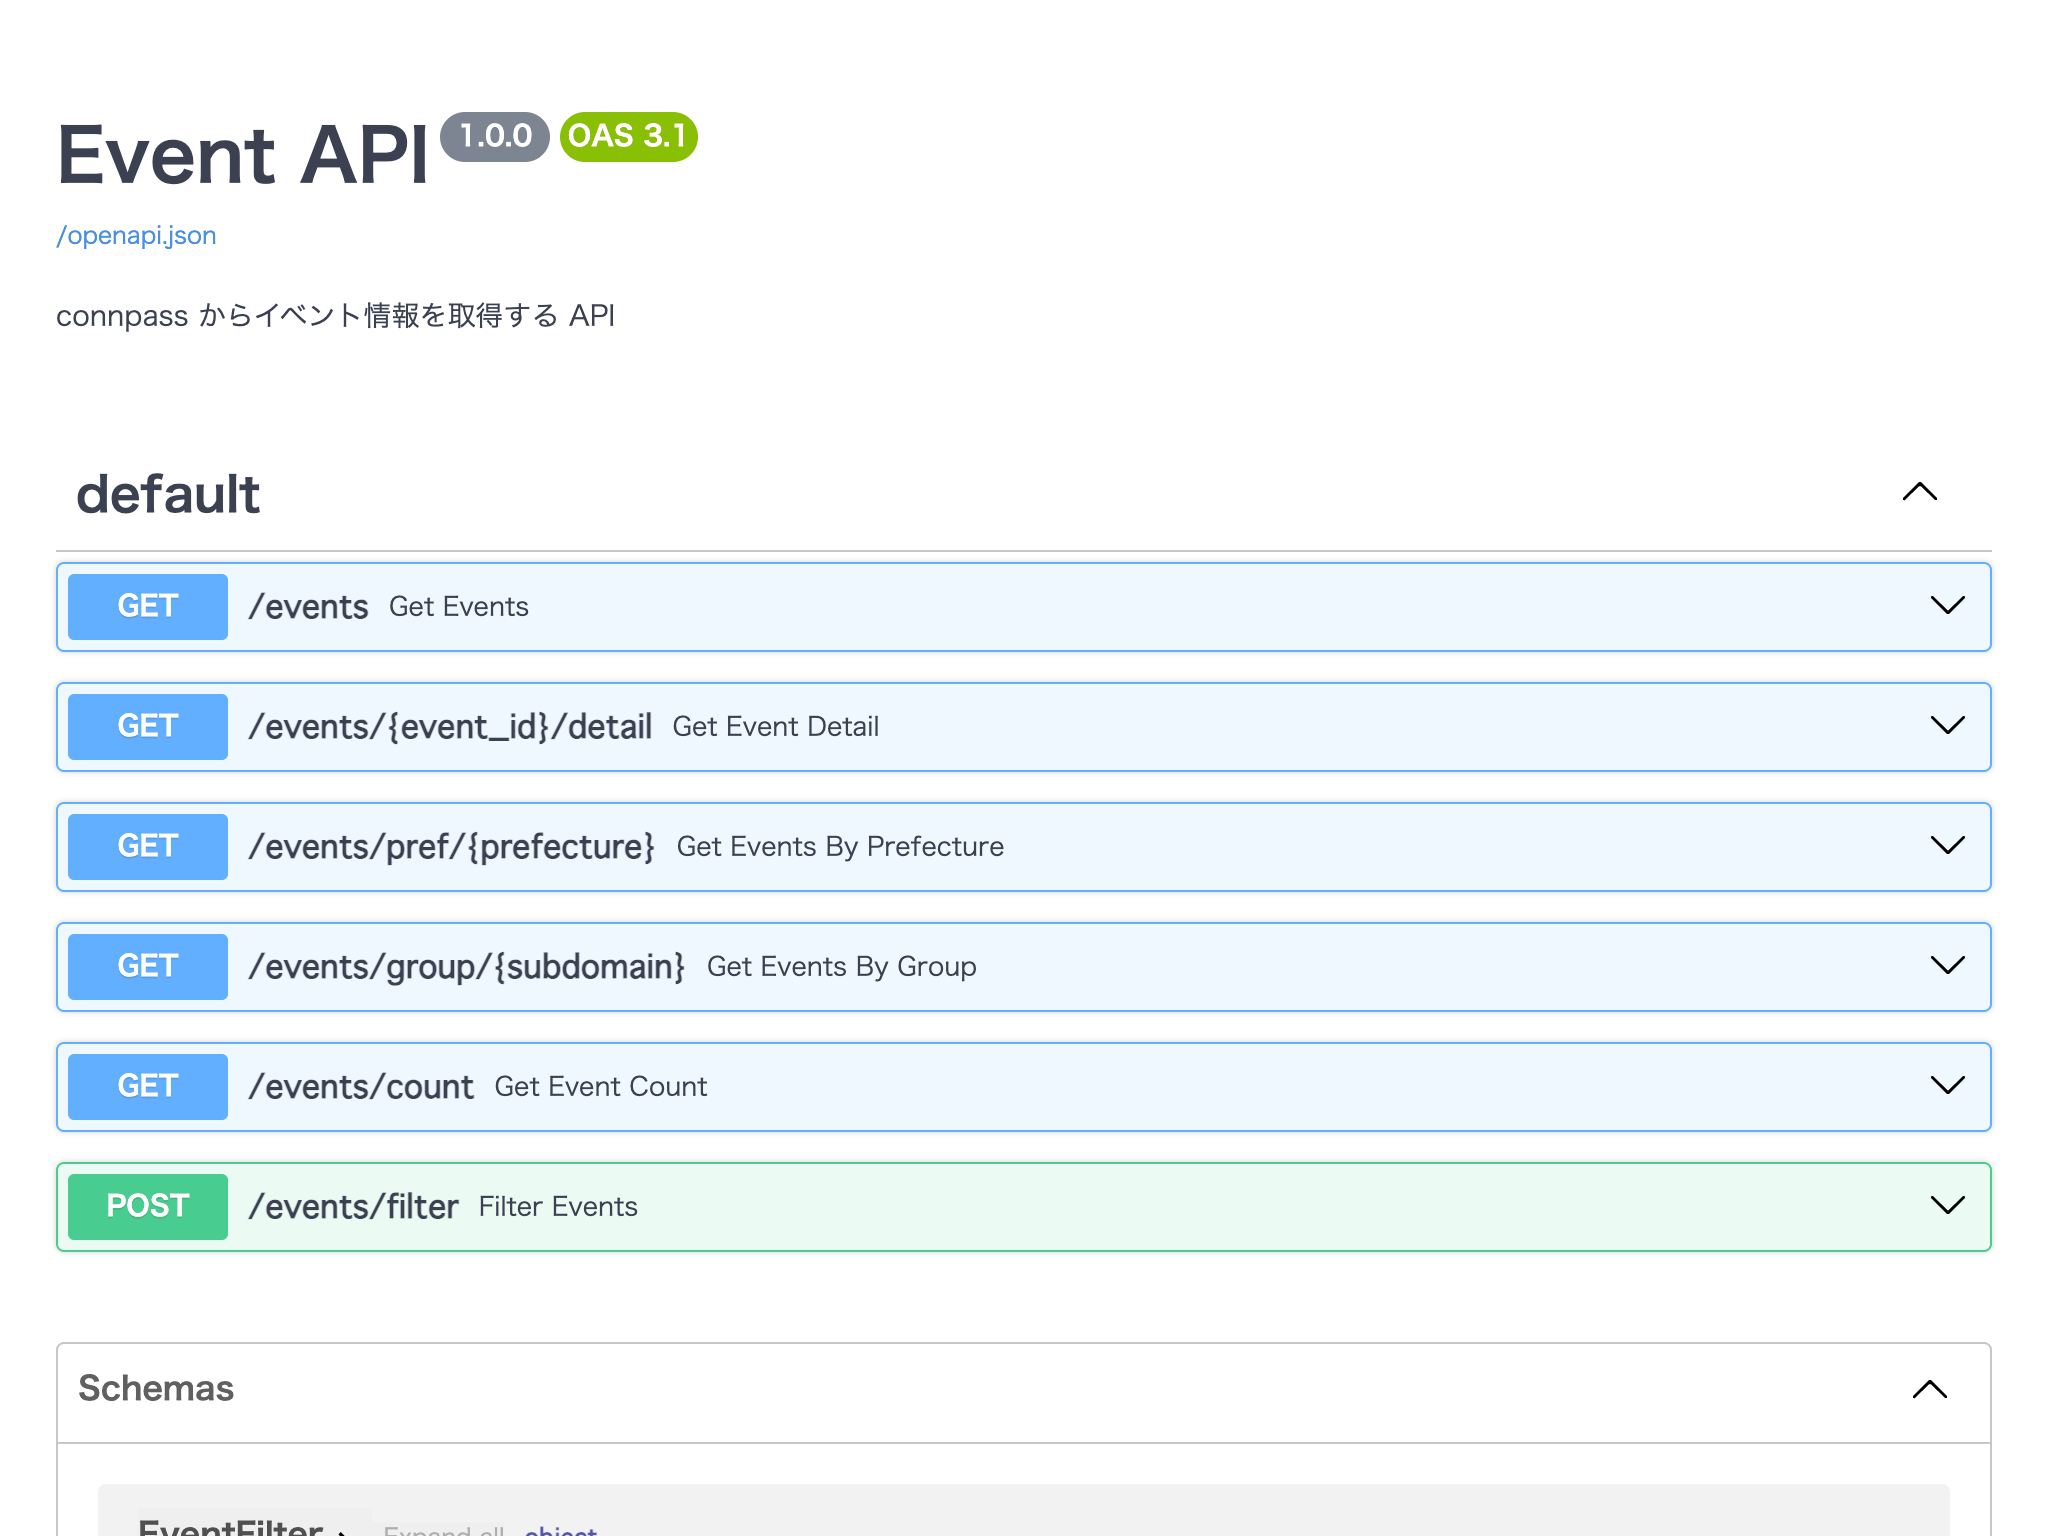 Event API 1.0.0 OAS 3.1
/openapi.json
connpass からイベント情報を取得する API
default
GET /events Get Events
GET /events/{event_id}/detail Get Event Detail
GET /events/pref/{prefecture} Get Events By Prefecture
GET /events/group/{subdomain} Get Events By Group
GET /events/count Get Event Count
POST /events/filter Filter Events
Schemas
EventFilter Expand all object